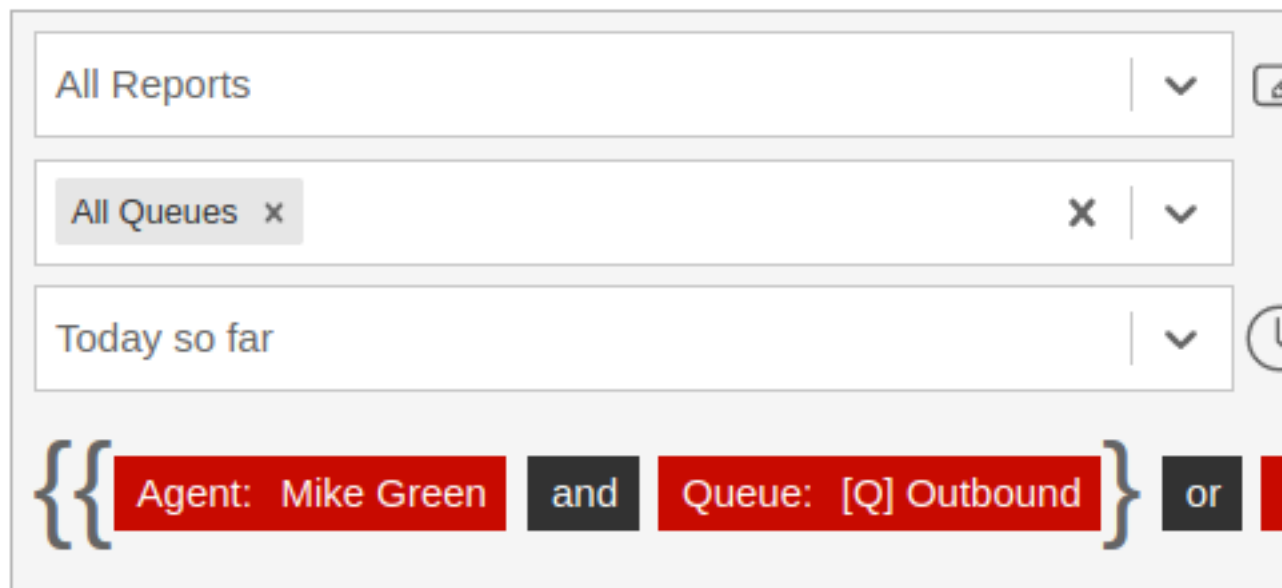 All Reports
All Queues ×
Today so far
{{ Agent: Mike Green and Queue: [Q] Outbound } or